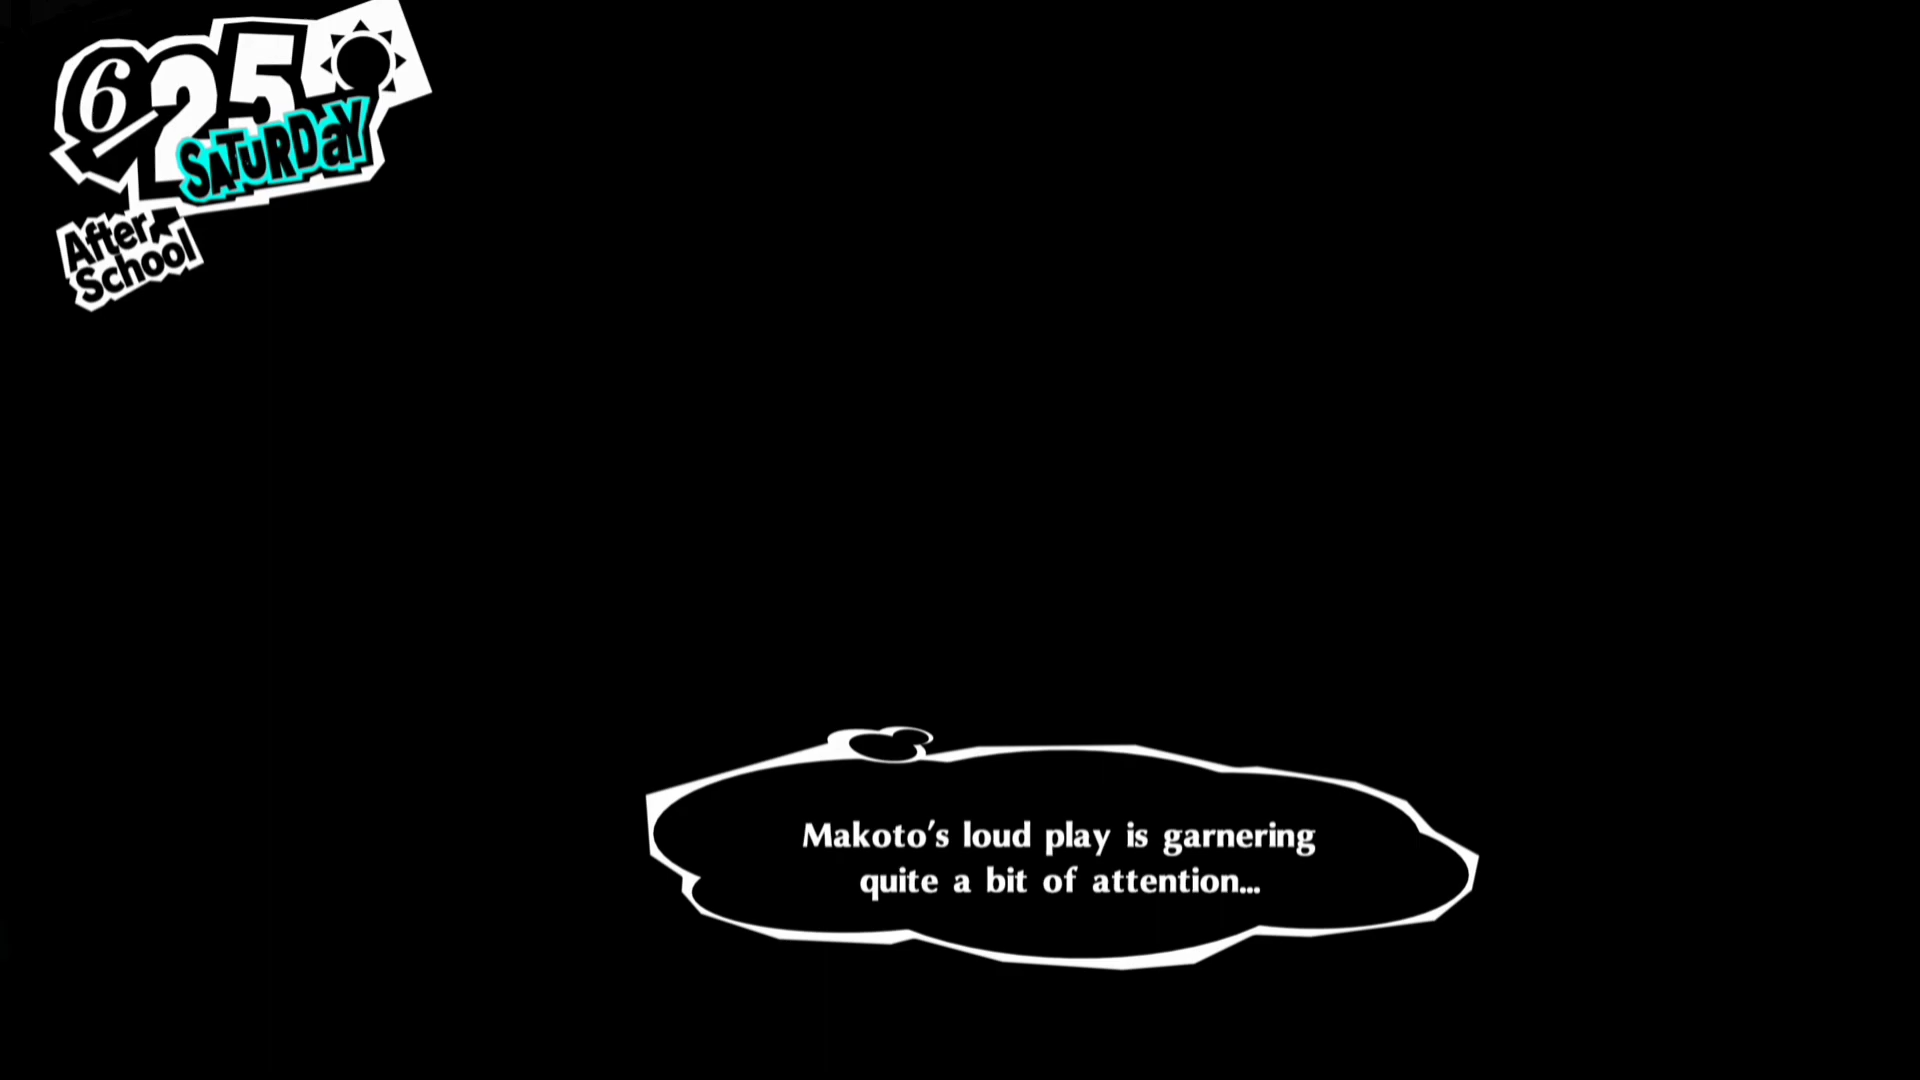 6/25
SATURDaY
After
School
Makoto's loud play is garnering
quite a bit of attention...